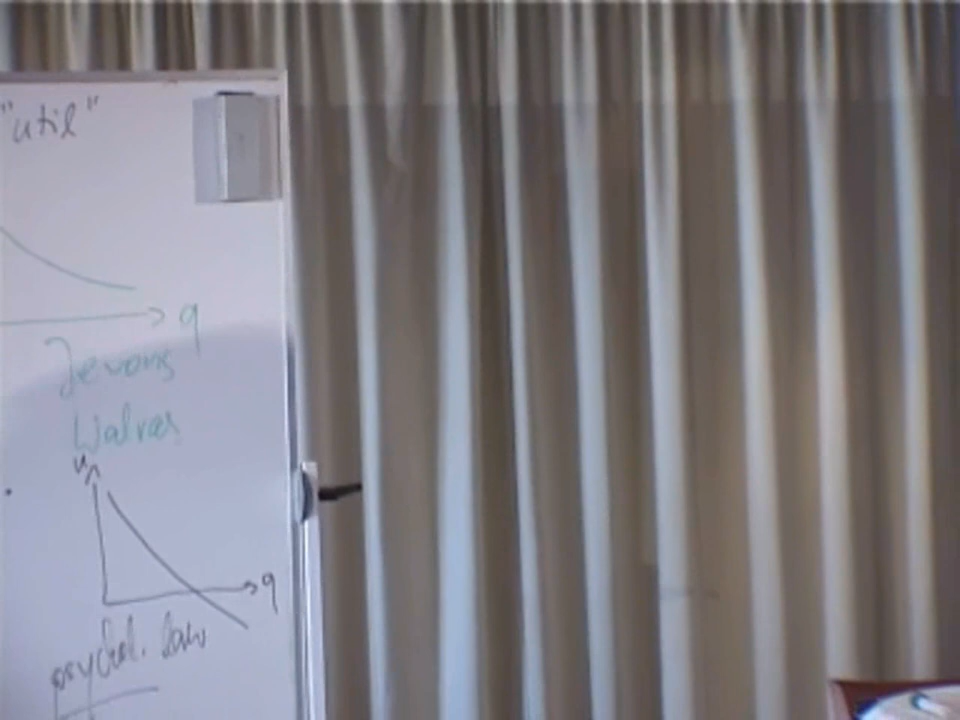 "util"
q
Jevons
Walras
u
q
psychol. law